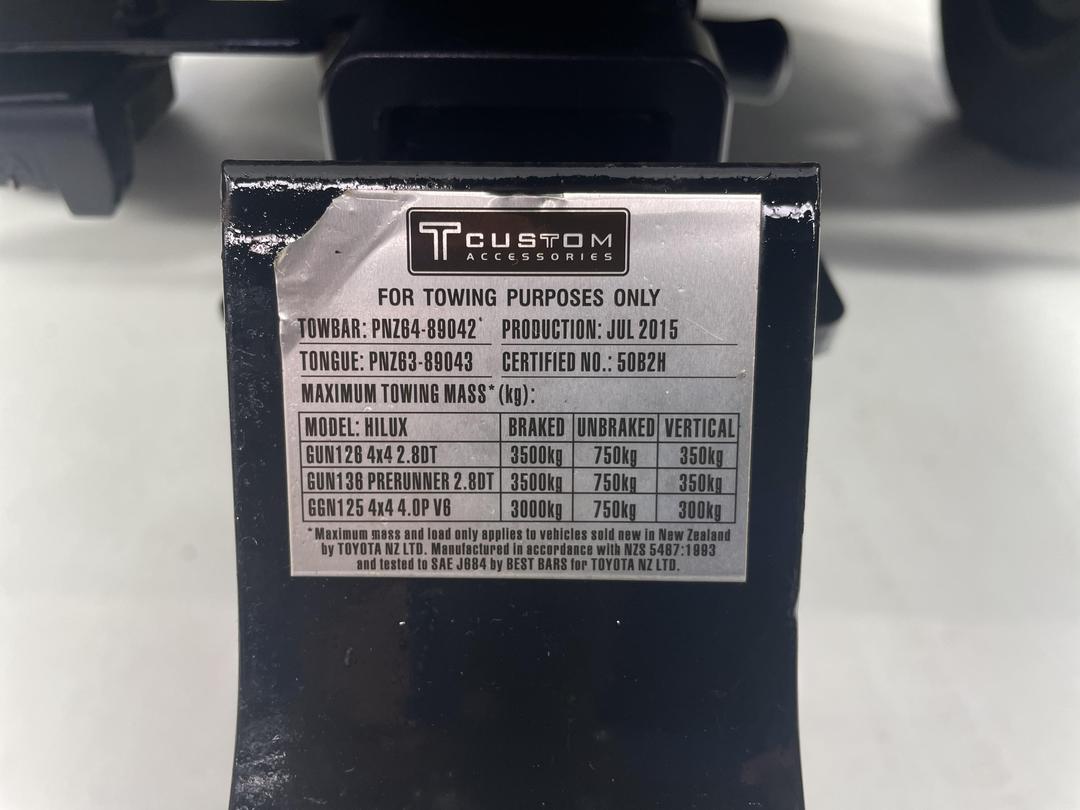 T CUSTOM
ACCESSORIES
FOR TOWING PURPOSES ONLY
TOWBAR: PNZ64-89042* PRODUCTION: JUL 2015
TONGUE: PNZ63-89043 CERTIFIED NO.: 50B2H
MAXIMUM TOWING MASS* (kg):
MODEL: HILUX BRAKED UNBRAKED VERTICAL
GUN126 4x4 2.8DT 3500kg 750kg 350kg
GUN136 PRERUNNER 2.8DT 3500kg 750kg 350kg
GGN125 4x4 4.0P V6 3000kg 750kg 300kg
*Maximum mass and load only applies to vehicles sold new in New Zealand
by TOYOTA NZ LTD. Manufactured in accordance with NZS 5467:1993
and tested to SAE J684 by BEST BARS for TOYOTA NZ LTD.